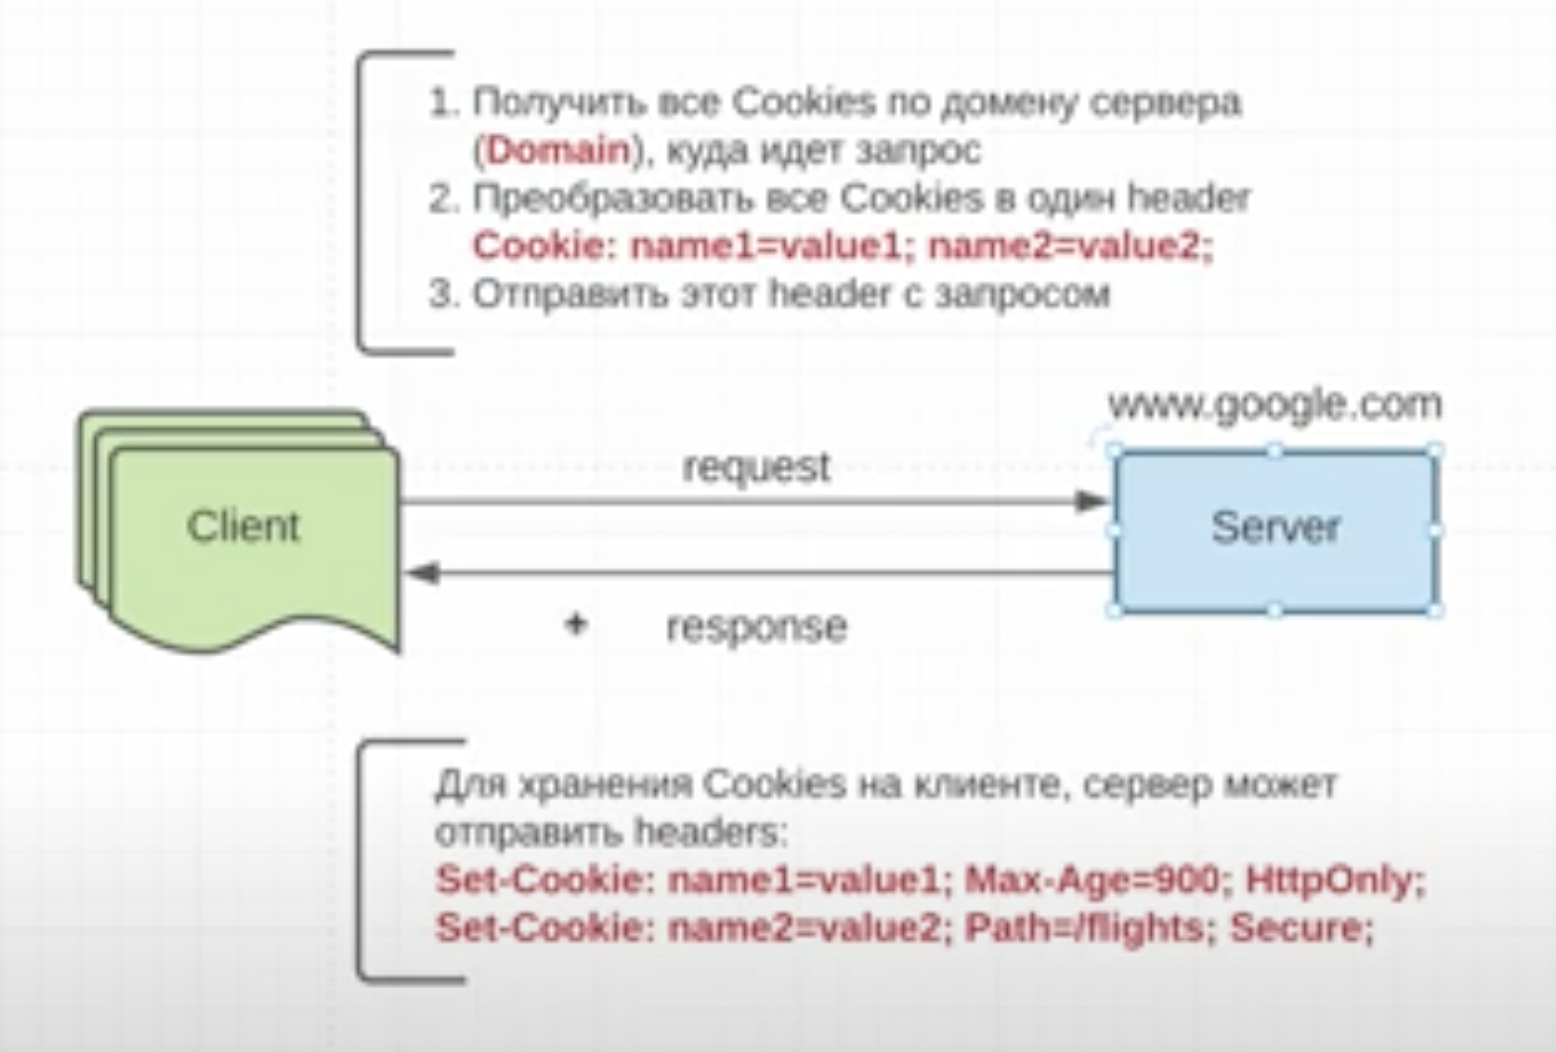 1. Получить все Cookies по домену сервера
(Domain), куда идет запрос
2. Преобразовать все Cookies в один header
Cookie: name1=value1; name2=value2;
3. Отправить этот header с запросом
www.google.com
request
Client
Server
response
Для хранения Cookies на клиенте, сервер может
отправить headers:
Set-Cookie: name1=value1; Max-Age=900; HttpOnly;
Set-Cookie: name2=value2; Path=/flights; Secure;